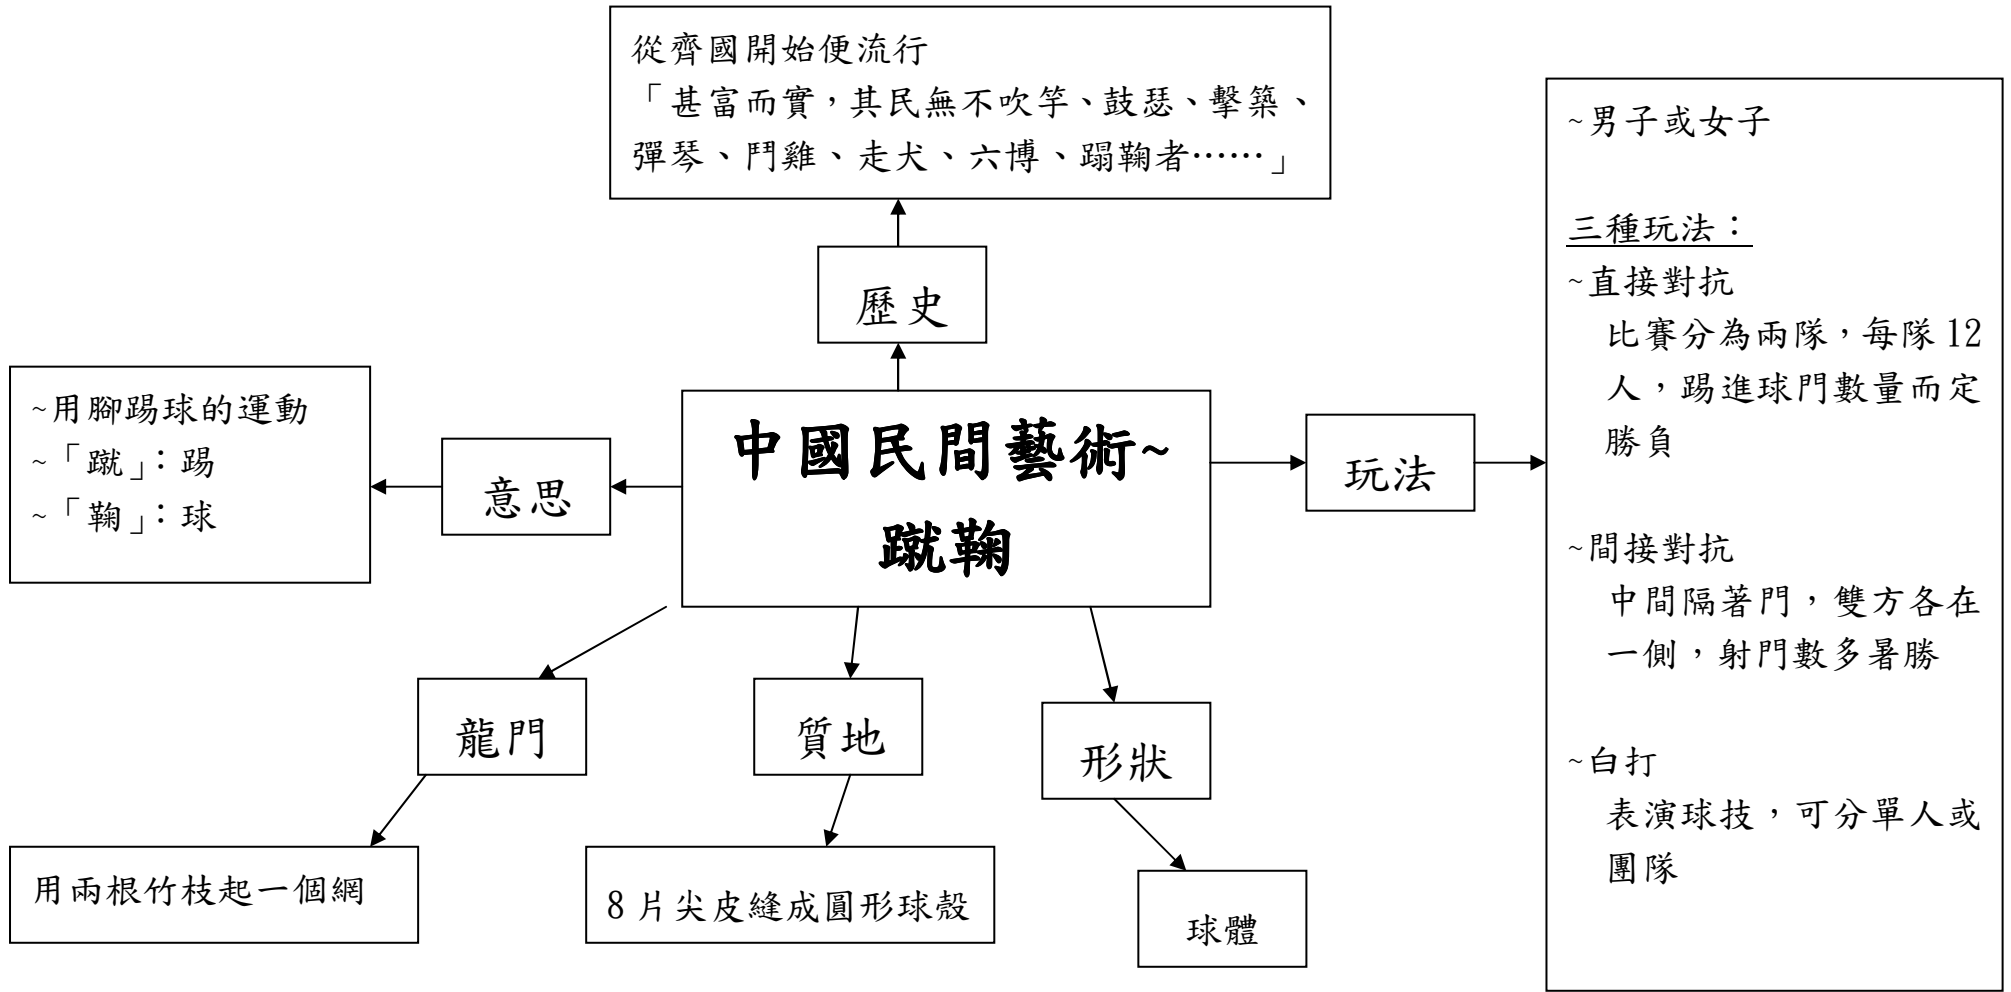 從齊國開始便流行
「甚富而實，其民無不吹竽、鼓瑟、擊築、
彈琴、鬥雞、走犬、六博、蹋鞠者……」
歷史
中國民間藝術~
蹴鞠
意思
~用腳踢球的運動
~「蹴」：踢
~「鞠」：球
玩法
~男子或女子
三種玩法：
~直接對抗
比賽分為兩隊，每隊 12
人，踢進球門數量而定
勝負
~間接對抗
中間隔著門，雙方各在
一側，射門數多暑勝
~白打
表演球技，可分單人或
團隊
龍門
用兩根竹枝起一個網
質地
8 片尖皮縫成圓形球殼
形狀
球體